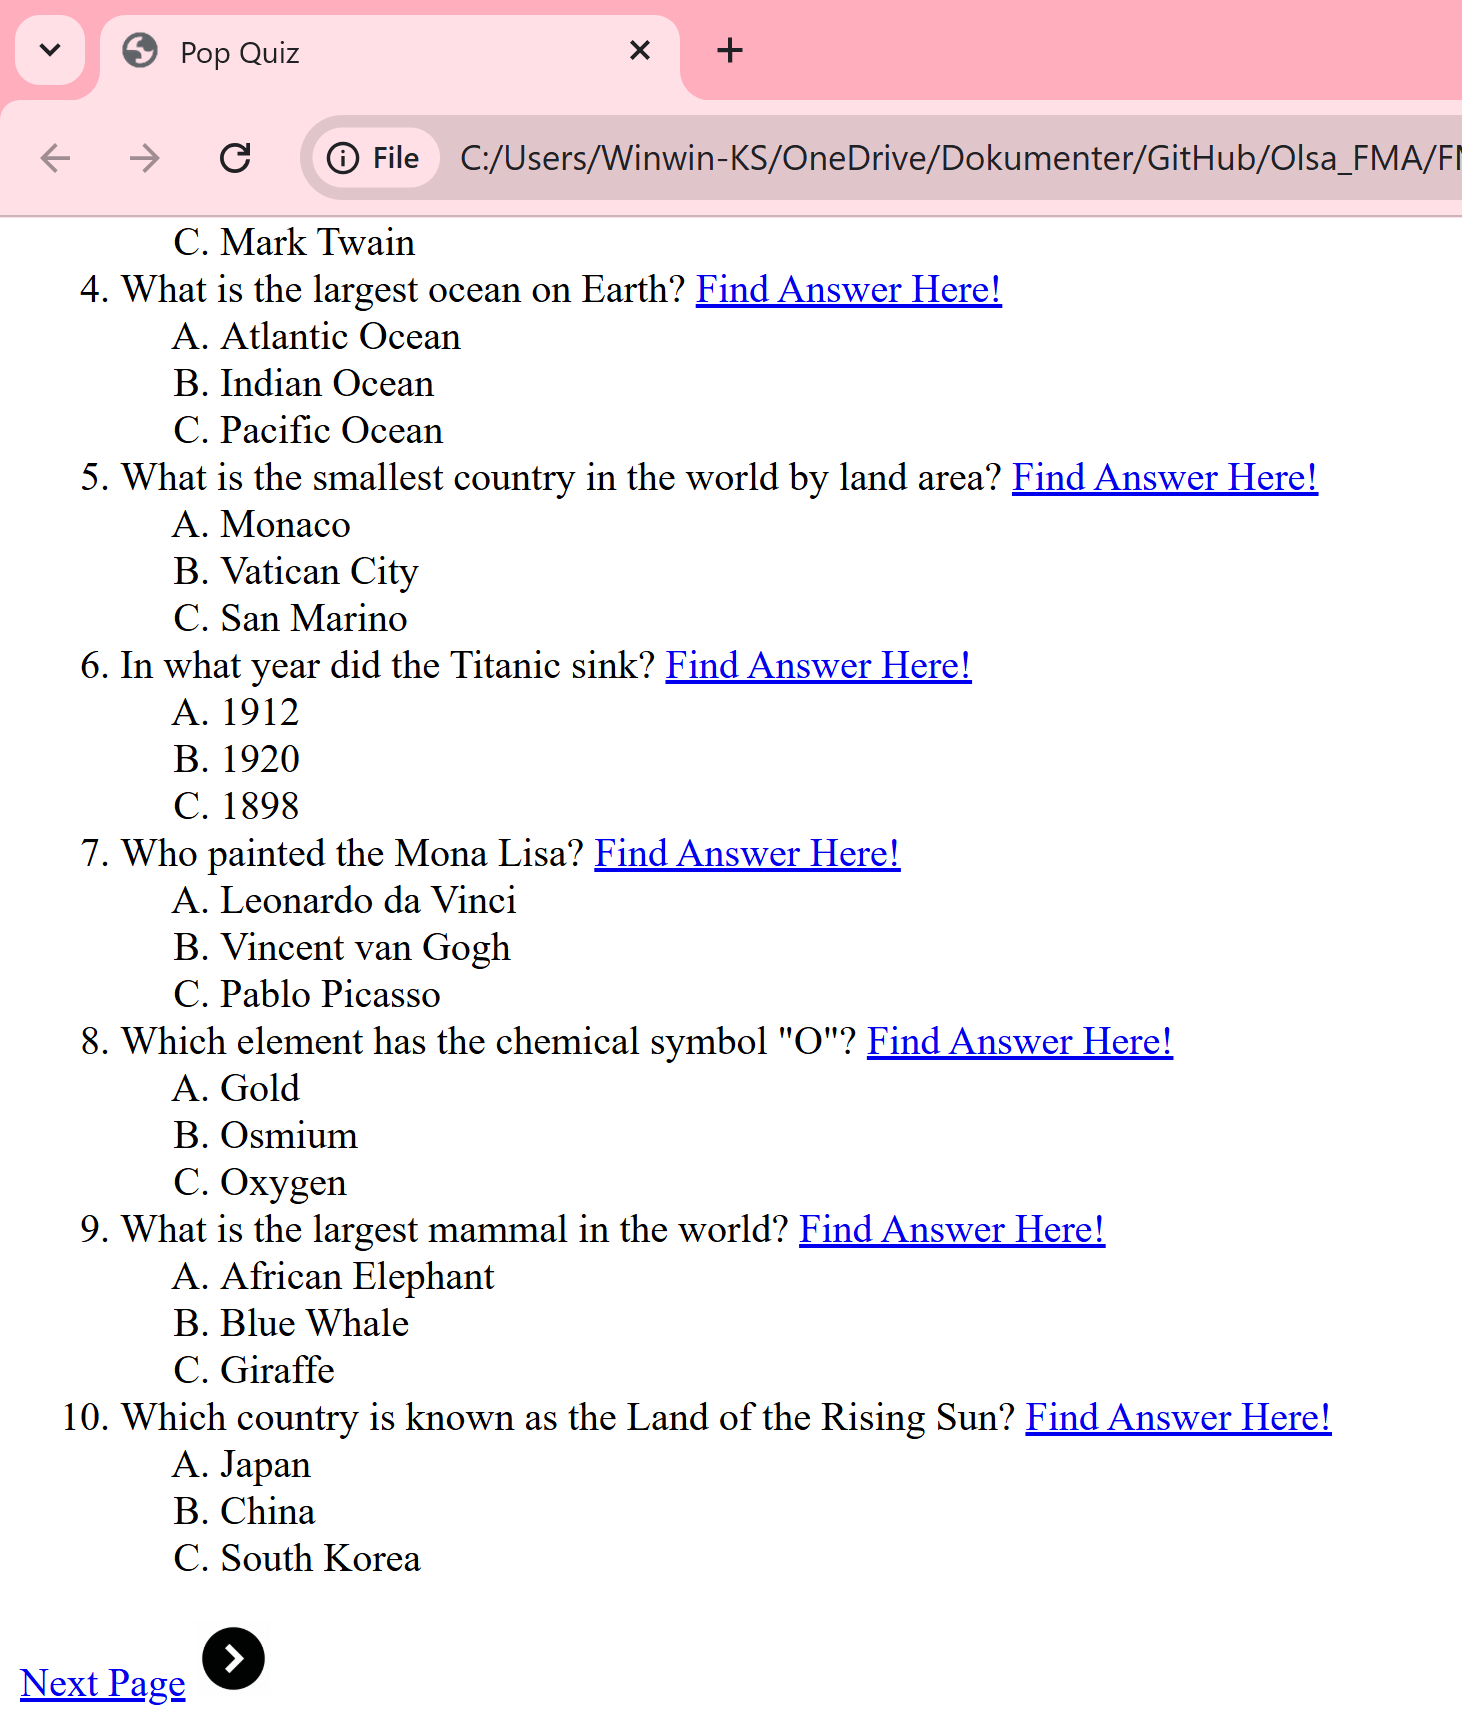 Pop Quiz
File C:/Users/Winwin-KS/OneDrive/Dokumenter/GitHub/Olsa_FMA/
C. Mark Twain
4. What is the largest ocean on Earth? Find Answer Here!
A. Atlantic Ocean
B. Indian Ocean
C. Pacific Ocean
5. What is the smallest country in the world by land area? Find Answer Here!
A. Monaco
B. Vatican City
C. San Marino
6. In what year did the Titanic sink? Find Answer Here!
A. 1912
B. 1920
C. 1898
7. Who painted the Mona Lisa? Find Answer Here!
A. Leonardo da Vinci
B. Vincent van Gogh
C. Pablo Picasso
8. Which element has the chemical symbol "O"? Find Answer Here!
A. Gold
B. Osmium
C. Oxygen
9. What is the largest mammal in the world? Find Answer Here!
A. African Elephant
B. Blue Whale
C. Giraffe
10. Which country is known as the Land of the Rising Sun? Find Answer Here!
A. Japan
B. China
C. South Korea
Next Page